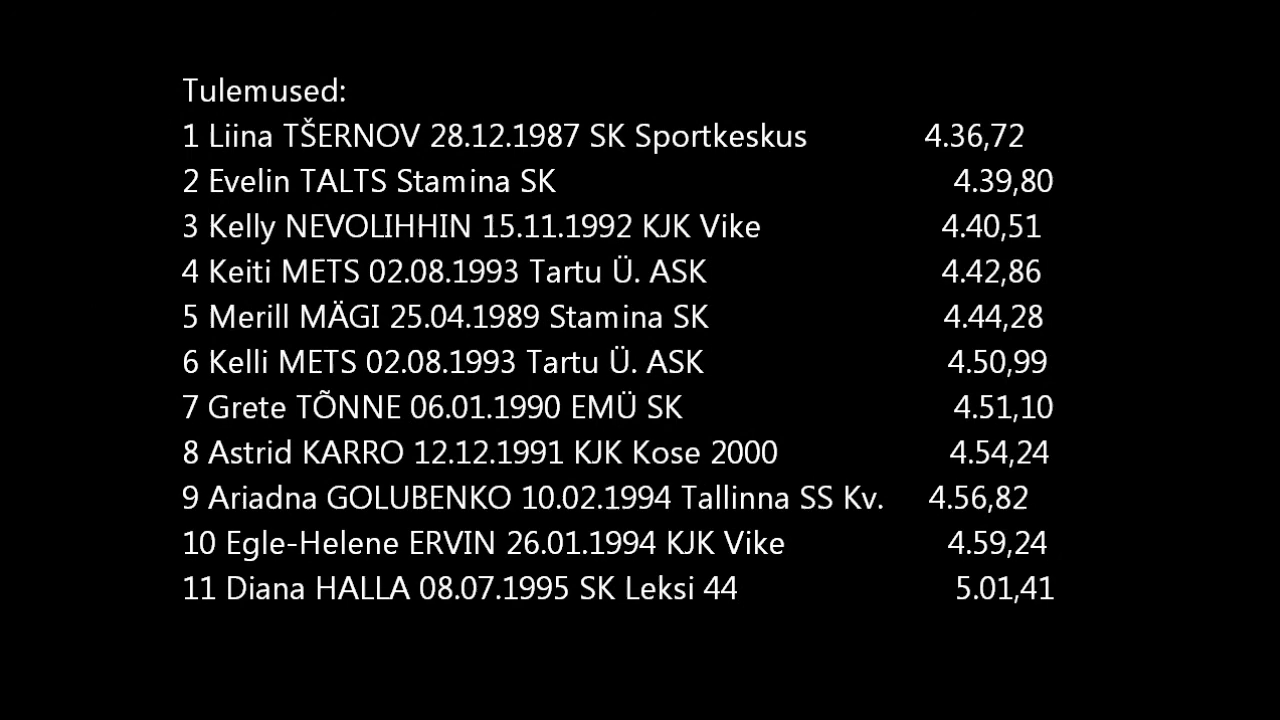 Tulemused:
1 Liina TŠERNOV 28.12.1987 SK Sportkeskus 4.36,72
2 Evelin TALTS Stamina SK 4.39,80
3 Kelly NEVOLIHHIN 15.11.1992 KJK Vike 4.40,51
4 Keiti METS 02.08.1993 Tartu Ü. ASK 4.42,86
5 Merill MÄGI 25.04.1989 Stamina SK 4.44,28
6 Kelli METS 02.08.1993 Tartu Ü. ASK 4.50,99
7 Grete TÕNNE 06.01.1990 EMÜ SK 4.51,10
8 Astrid KARRO 12.12.1991 KJK Kose 2000 4.54,24
9 Ariadna GOLUBENKO 10.02.1994 Tallinna SS Kv. 4.56,82
10 Egle-Helene ERVIN 26.01.1994 KJK Vike 4.59,24
11 Diana HALLA 08.07.1995 SK Leksi 44 5.01,41